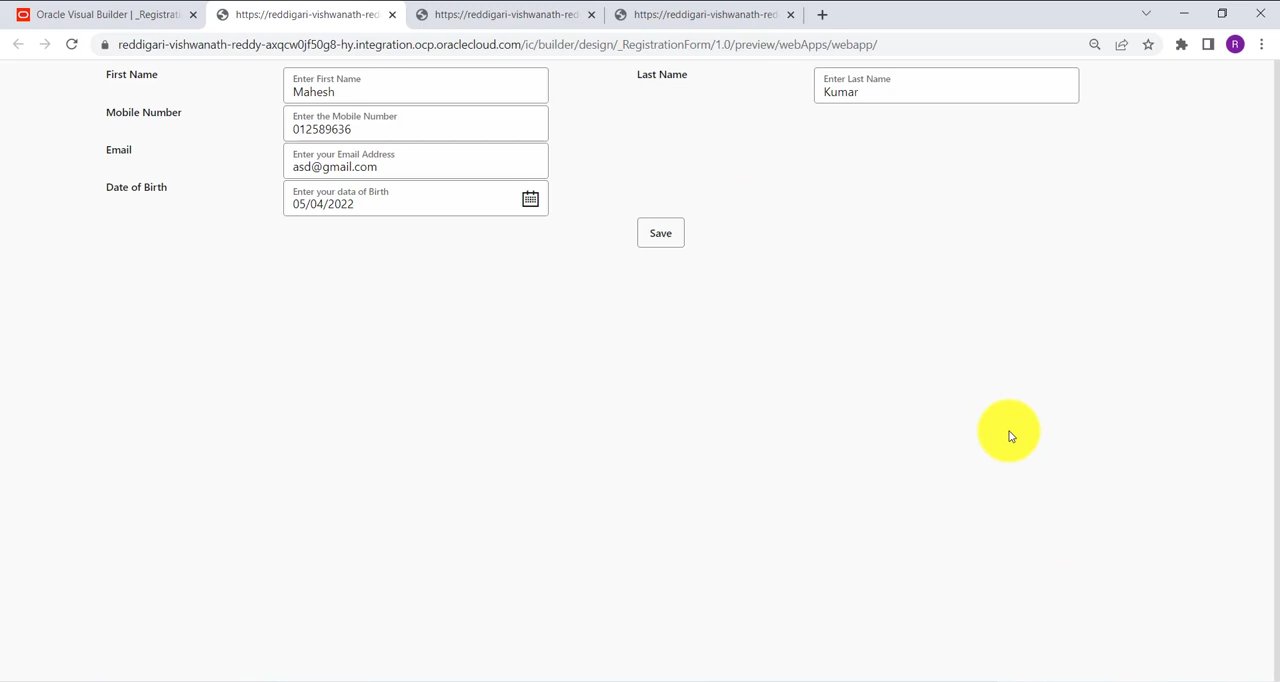 Oracle Visual Builder | _Registrati
https://reddigari-vishwanath-red
https://reddigari-vishwanath-red
https://reddigari-vishwanath-red
reddigari-vishwanath-reddy-axqcw0jf50g8-hy.integration.ocp.oraclecloud.com/ic/builder/design/_RegistrationForm/1.0/preview/webApps/webapp/
R
First Name
Enter First Name
Mahesh
Last Name
Enter Last Name
Kumar
Mobile Number
Enter the Mobile Number
012589636
Email
Enter your Email Address
asd@gmail.com
Date of Birth
Enter your data of Birth
05/04/2022
Save